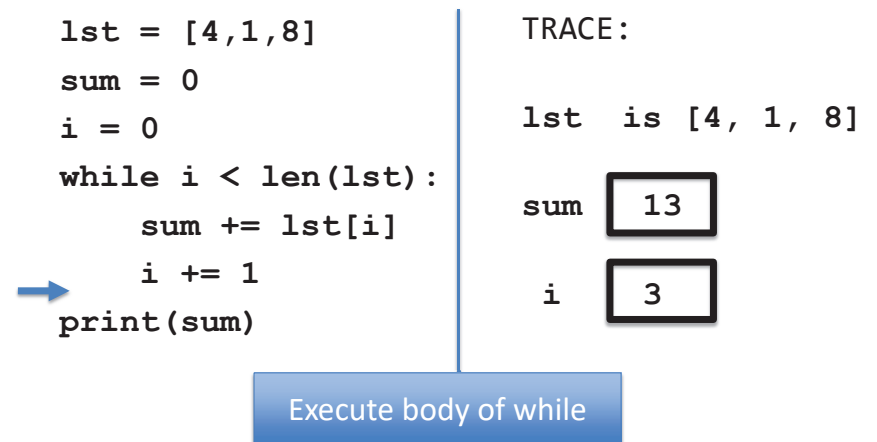 lst = [4,1,8]
sum = 0
i = 0
while i < len(lst):
    sum += lst[i]
    i += 1
print(sum)
TRACE:
lst is [4, 1, 8]
sum 13
i 3
Execute body of while